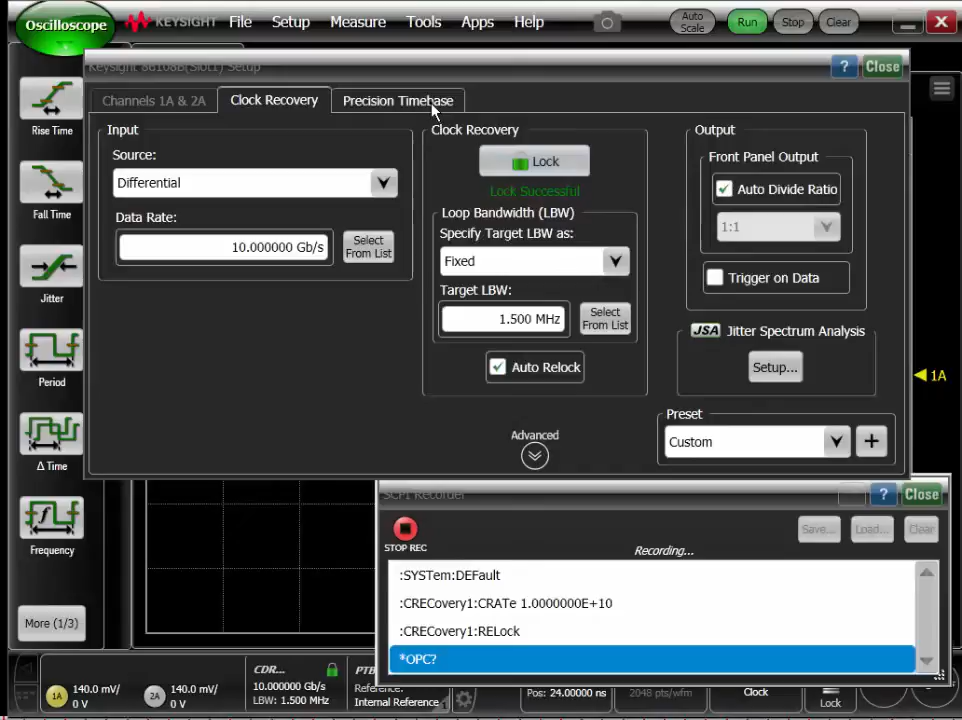 Oscilloscope
KEYSIGHT
File Setup Measure Tools Apps Help
Auto Scale
Run
Stop
Clear
Keysight 86108B(Slot1) Setup
?
Close
Channels 1A & 2A
Clock Recovery
Precision Timebase
Rise Time
Fall Time
Jitter
Period
Δ Time
Frequency
More (1/3)
Input
Source:
Differential
Data Rate:
10.000000 Gb/s
Select
From List
Clock Recovery
Lock
Lock Successful
Loop Bandwidth (LBW)
Specify Target LBW as:
Fixed
Target LBW:
1.500 MHz
Select
From List
Auto Relock
Advanced
Output
Front Panel Output
Auto Divide Ratio
1:1
Trigger on Data
JSA Jitter Spectrum Analysis
Setup...
Preset
Custom
+
1A
SCPI Recorder
?
Close
STOP REC
Recording...
Save...
Load...
Clear
:SYSTem:DEFault
:CRECovery1:CRATe 1.0000000E+10
:CRECovery1:RELock
*OPC?
1A
140.0 mV/
0 V
2A
140.0 mV/
0 V
CDR...
10.000000 Gb/s
LBW: 1.500 MHz
PTB
Reference:
Internal Reference
Pos: 24.00000 ns
2048 pts/wfm
Clock
Lock